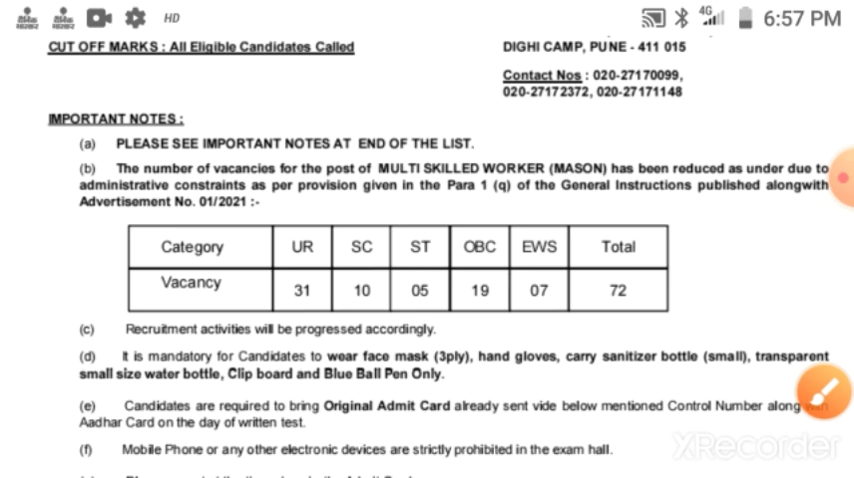 HD
4G
6:57 PM
CUT OFF MARKS : All Eligible Candidates Called
DIGHI CAMP, PUNE - 411 015
Contact Nos : 020-27170099,
020-27172372, 020-27171148
IMPORTANT NOTES :
(a) PLEASE SEE IMPORTANT NOTES AT END OF THE LIST.
(b) The number of vacancies for the post of MULTI SKILLED WORKER (MASON) has been reduced as under due to
administrative constraints as per provision given in the Para 1 (q) of the General Instructions published alongwith
Advertisement No. 01/2021 :-
Category UR SC ST OBC EWS Total
Vacancy 31 10 05 19 07 72
(c) Recruitment activities will be progressed accordingly.
(d) It is mandatory for Candidates to wear face mask (3ply), hand gloves, carry sanitizer bottle (small), transparent
small size water bottle, Clip board and Blue Ball Pen Only.
(e) Candidates are required to bring Original Admit Card already sent vide below mentioned Control Number along
Aadhar Card on the day of written test.
(f) Mobile Phone or any other electronic devices are strictly prohibited in the exam hall.
XRecorder